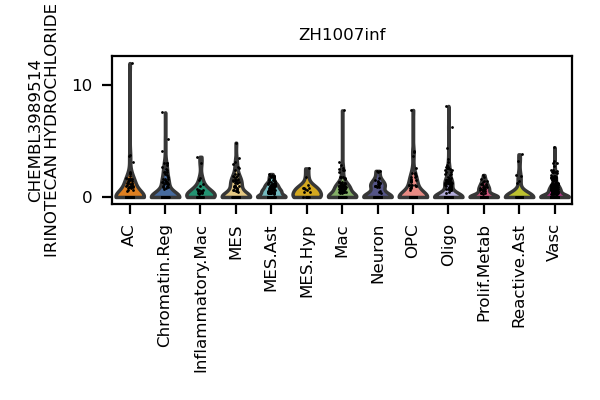 ZH1007inf
CHEMBL3989514
IRINOTECAN HYDROCHLORIDE
10
0
AC
Chromatin.Reg
Inflammatory.Mac
MES
MES.Ast
MES.Hyp
Mac
Neuron
OPC
Oligo
Prolif.Metab
Reactive.Ast
Vasc